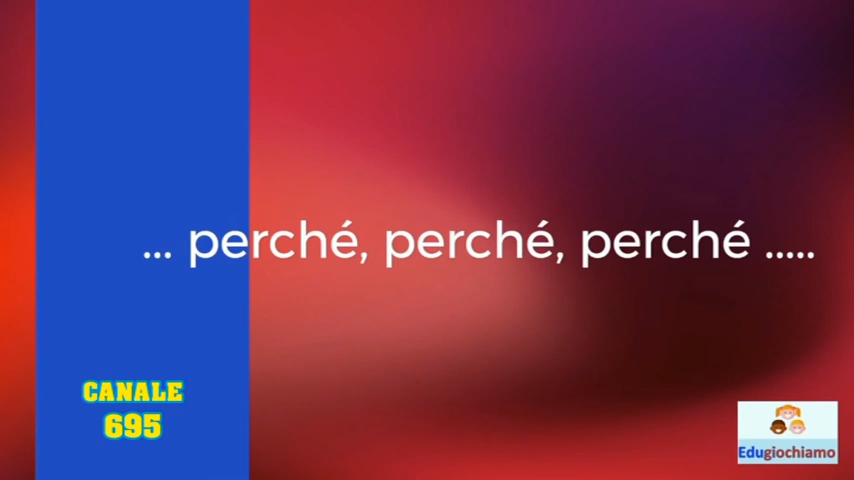 ... perché, perché, perché .....
CANALE
695
Edugiochiamo